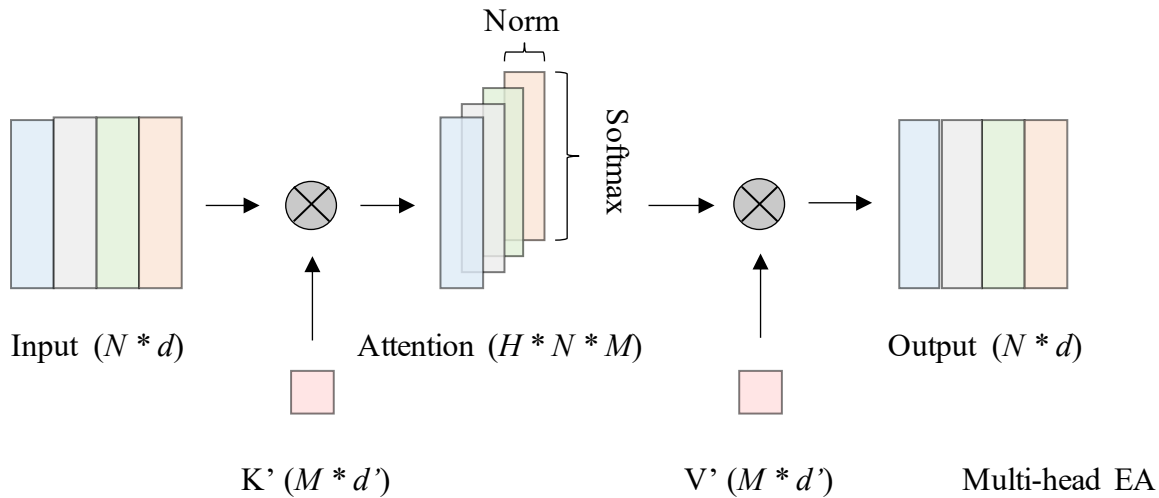 Norm
Softmax
Input (N * d)
Attention (H * N * M)
Output (N * d)
K’ (M * d’)
V’ (M * d’)
Multi-head EA